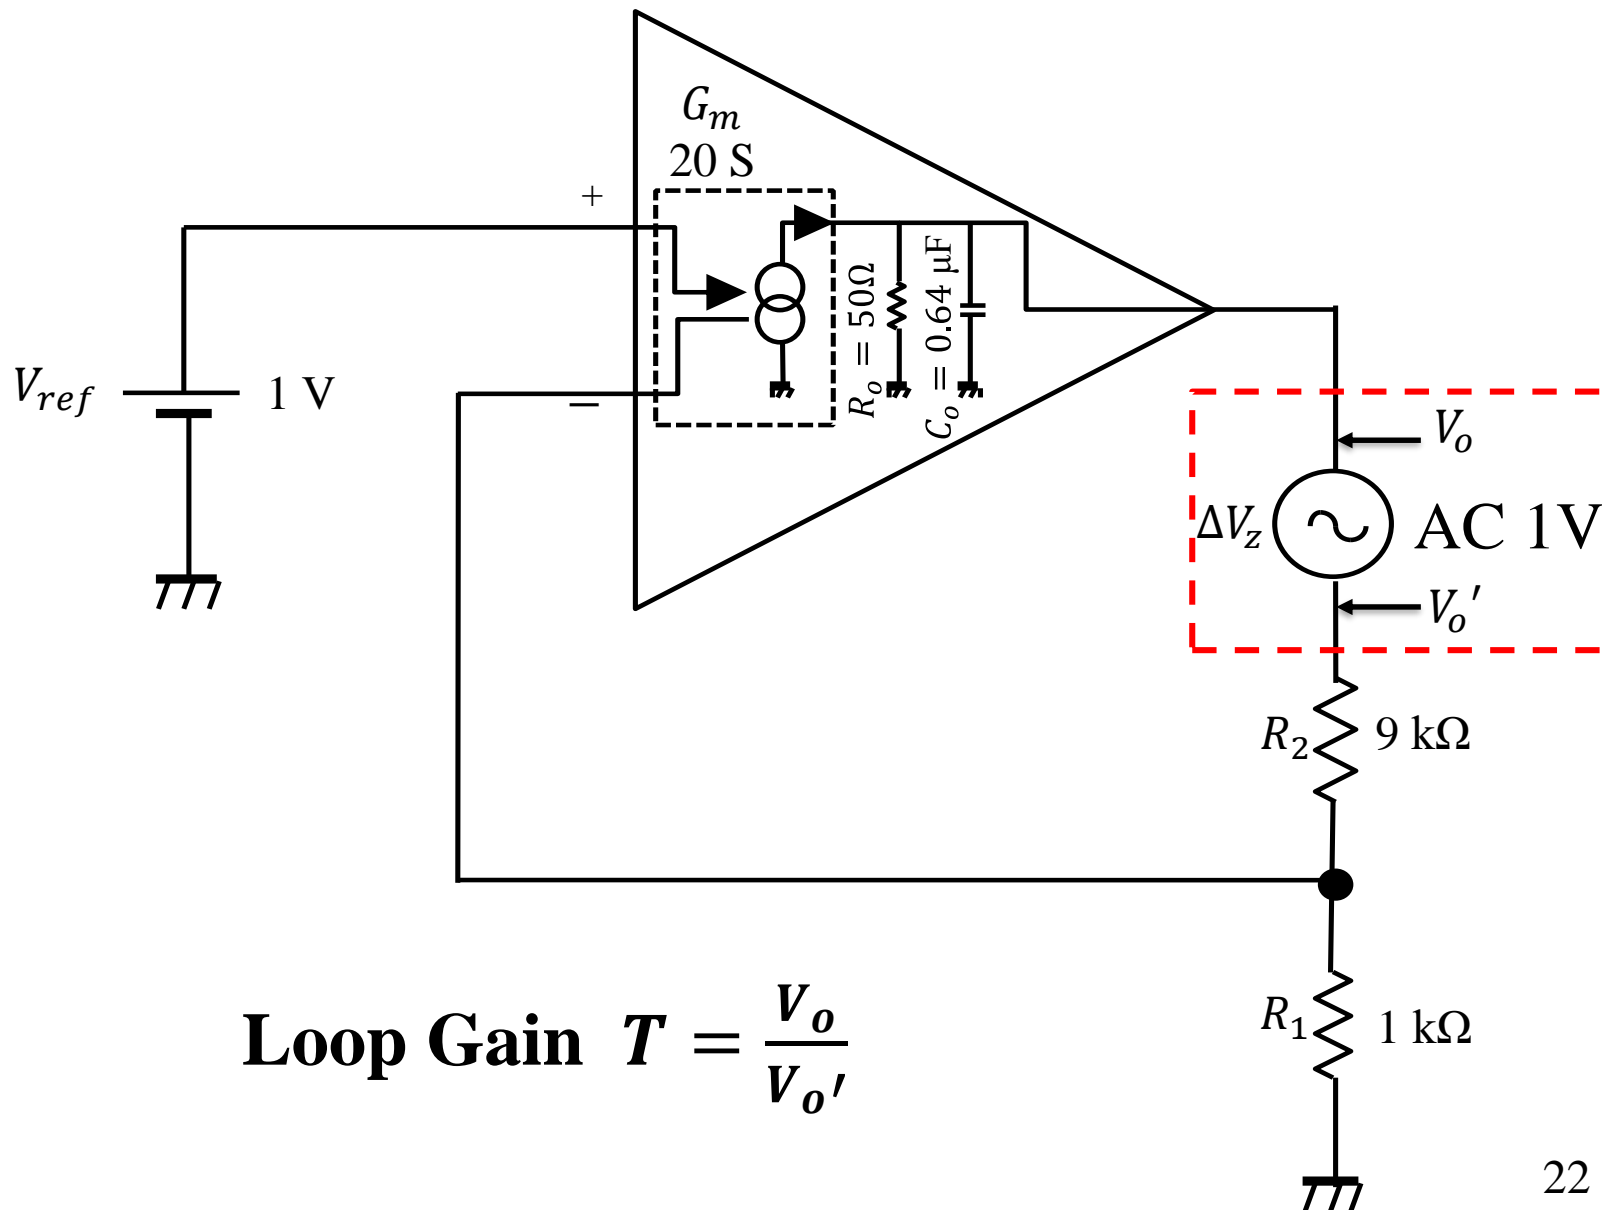 G_m
20 S
+
−
R_o = 50Ω
C_o = 0.64 μF
V_ref 1 V
V_o
ΔV_z AC 1V
V_o′
R_2 9 kΩ
R_1 1 kΩ
Loop Gain T = V_o / V_o′
22